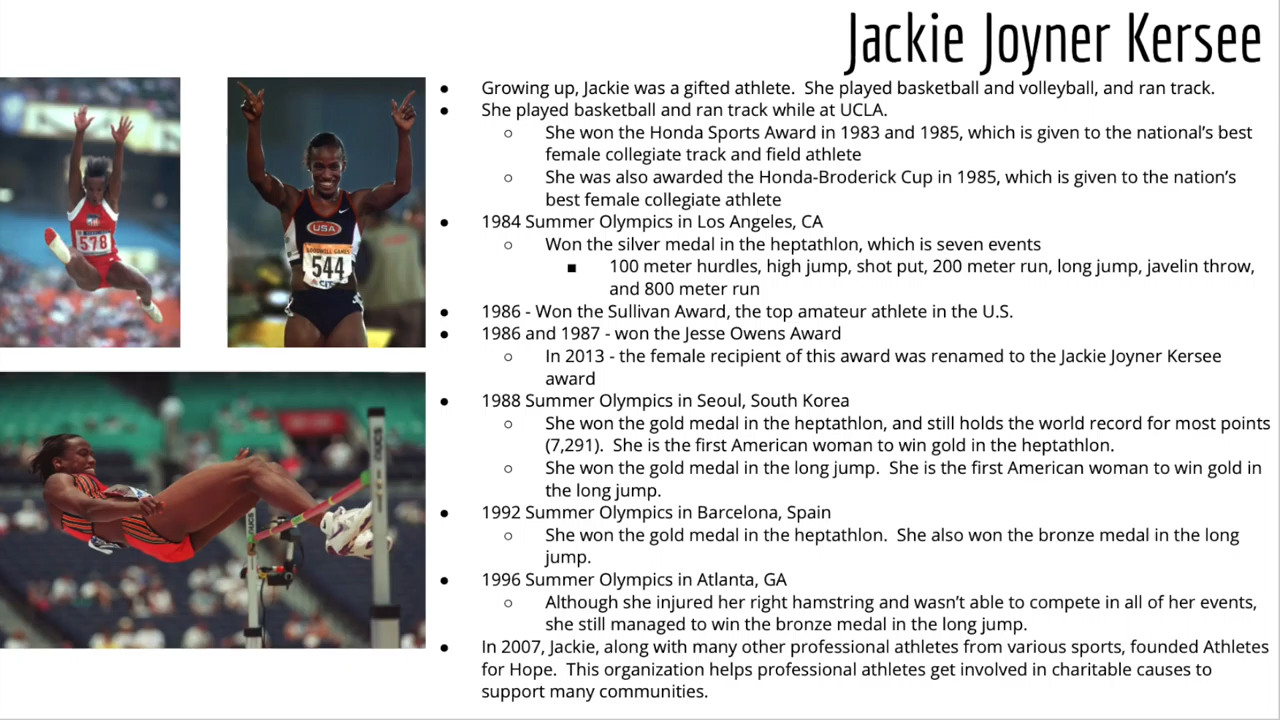 Jackie Joyner Kersee
● Growing up, Jackie was a gifted athlete. She played basketball and volleyball, and ran track.
● She played basketball and ran track while at UCLA.
○ She won the Honda Sports Award in 1983 and 1985, which is given to the national's best
female collegiate track and field athlete
○ She was also awarded the Honda-Broderick Cup in 1985, which is given to the nation's
best female collegiate athlete
● 1984 Summer Olympics in Los Angeles, CA
○ Won the silver medal in the heptathlon, which is seven events
■ 100 meter hurdles, high jump, shot put, 200 meter run, long jump, javelin throw,
and 800 meter run
● 1986 - Won the Sullivan Award, the top amateur athlete in the U.S.
● 1986 and 1987 - won the Jesse Owens Award
○ In 2013 - the female recipient of this award was renamed to the Jackie Joyner Kersee
award
● 1988 Summer Olympics in Seoul, South Korea
○ She won the gold medal in the heptathlon, and still holds the world record for most points
(7,291). She is the first American woman to win gold in the heptathlon.
○ She won the gold medal in the long jump. She is the first American woman to win gold in
the long jump.
● 1992 Summer Olympics in Barcelona, Spain
○ She won the gold medal in the heptathlon. She also won the bronze medal in the long
jump.
● 1996 Summer Olympics in Atlanta, GA
○ Although she injured her right hamstring and wasn't able to compete in all of her events,
she still managed to win the bronze medal in the long jump.
● In 2007, Jackie, along with many other professional athletes from various sports, founded Athletes
for Hope. This organization helps professional athletes get involved in charitable causes to
support many communities.
578
USA
GOODWILL GAMES
544